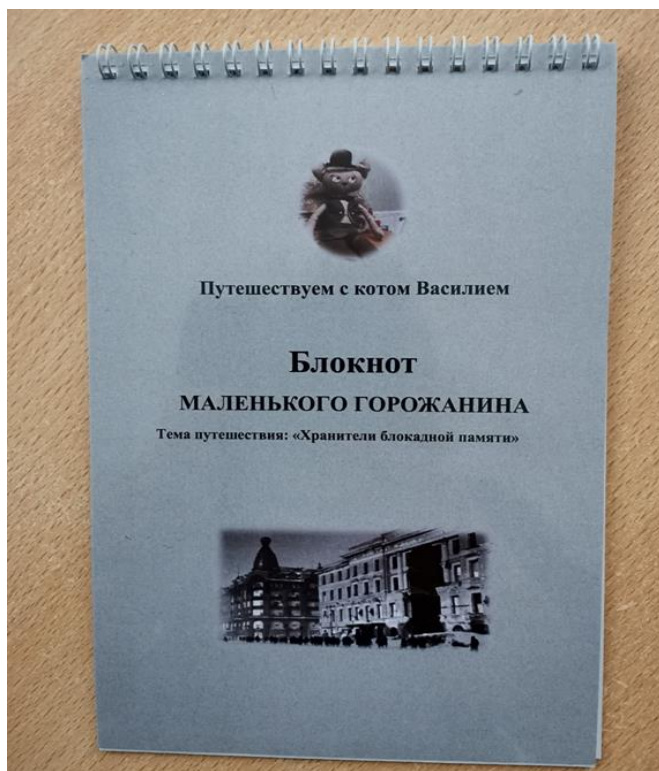 Путешествуем с котом Василием
Блокнот
МАЛЕНЬКОГО ГОРОЖАНИНА
Тема путешествия: «Хранители блокадной памяти»